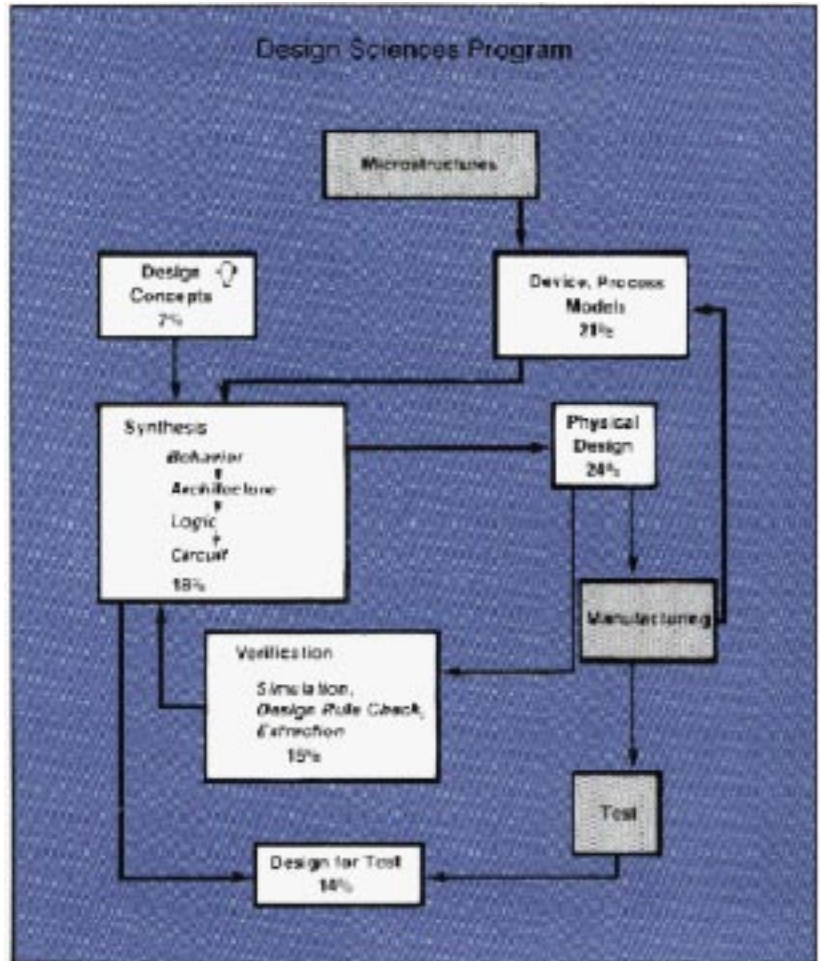 Design Sciences Program
Microstructures
Design
Concepts
7%
Device, Process
Models
21%
Synthesis
Behavior
Architecture
Logic
Circuit
Physical
Design
24%
Manufacturing
Verification
Simulation,
Design Rule Check,
Extraction
15%
Test
Design for Test
14%